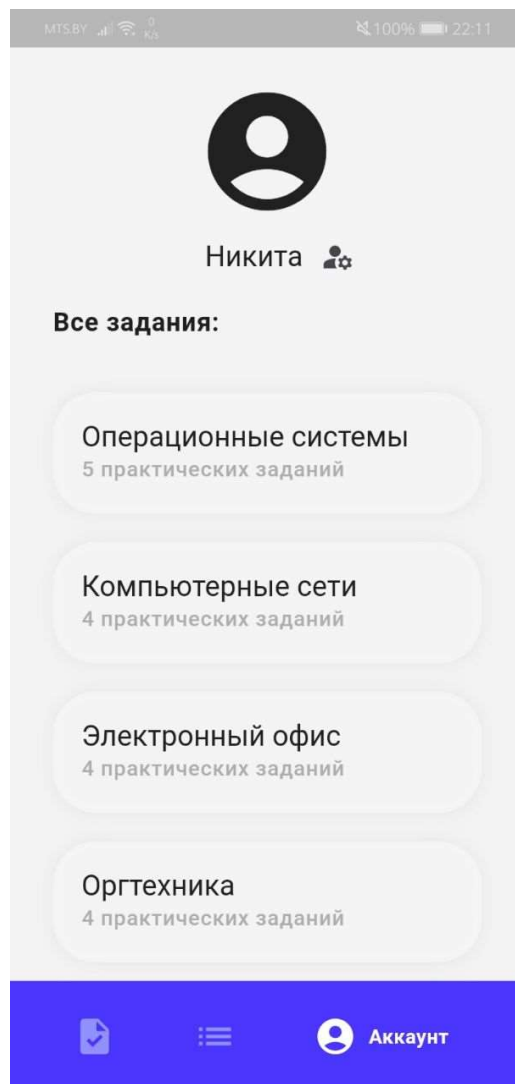 MTS.BY 0 K/s 100% 22:11
Никита
Все задания:
Операционные системы
5 практических заданий
Компьютерные сети
4 практических заданий
Электронный офис
4 практических заданий
Оргтехника
4 практических заданий
Аккаунт